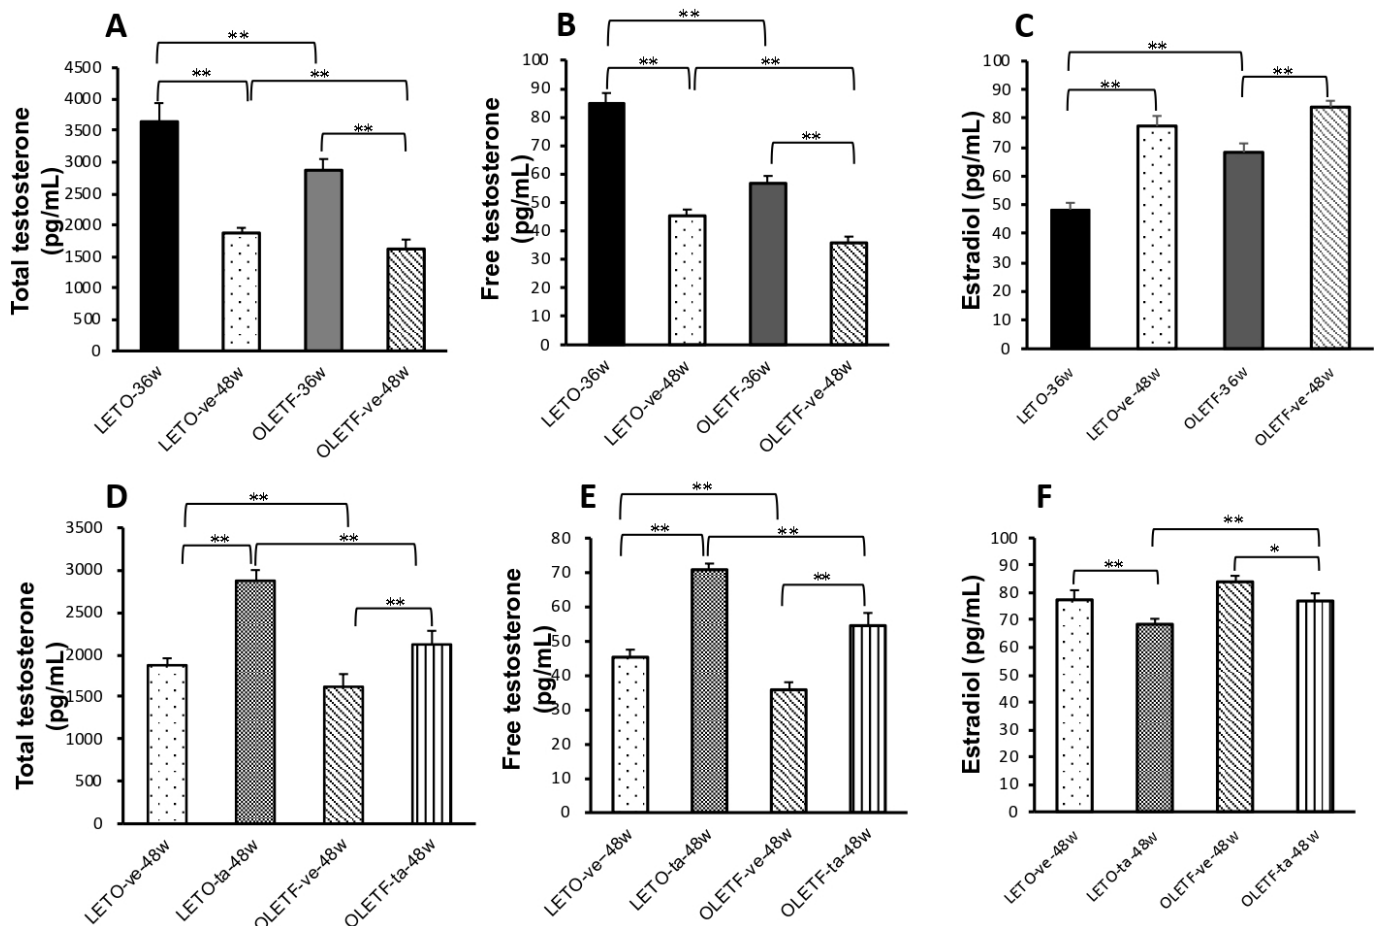 A
**
**
**
**
4500
4000
3500
3000
2500
2000
1500
1000
500
0
Total testosterone
(pg/mL)
LETO-36w
LETO-ve-48w
OLETF-36w
OLETF-ve-48w
B
**
**
**
**
100
90
80
70
60
50
40
30
20
10
0
Free testosterone
(pg/mL)
LETO-36w
LETO-ve-48w
OLETF-36w
OLETF-ve-48w
C
**
**
**
100
90
80
70
60
50
40
30
20
10
0
Estradiol (pg/mL)
LETO-36w
LETO-ve-48w
OLETF-36w
OLETF-ve-48w
D
**
**
**
**
3500
3000
2500
2000
1500
1000
500
0
Total testosterone
(pg/mL)
LETO-ve-48w
LETO-ta-48w
OLETF-ve-48w
OLETF-ta-48w
E
**
**
**
**
80
70
60
50
40
30
20
10
0
Free testosterone
(pg/mL)
LETO-ve-48w
LETO-ta-48w
OLETF-ve-48w
OLETF-ta-48w
F
**
*
**
100
90
80
70
60
50
40
30
20
10
0
Estradiol (pg/mL)
LETO-ve-48w
LETO-ta-48w
OLETF-ve-48w
OLETF-ta-48w